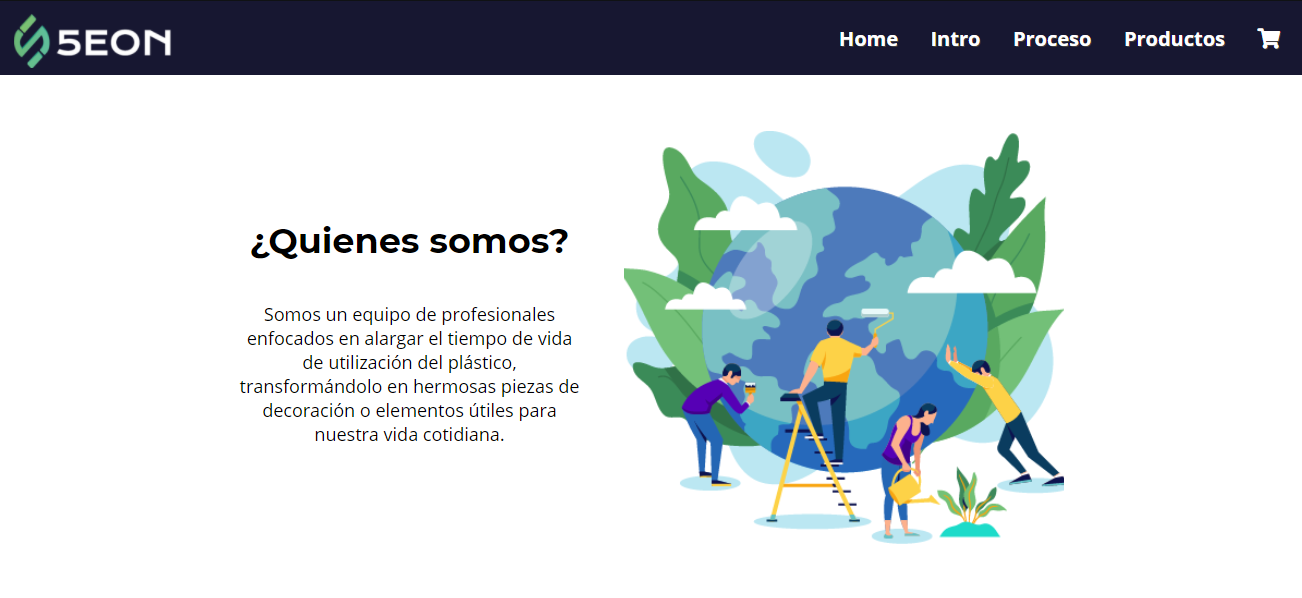 5EON
Home Intro Proceso Productos
¿Quienes somos?
Somos un equipo de profesionales
enfocados en alargar el tiempo de vida
de utilización del plástico,
transformándolo en hermosas piezas de
decoración o elementos útiles para
nuestra vida cotidiana.